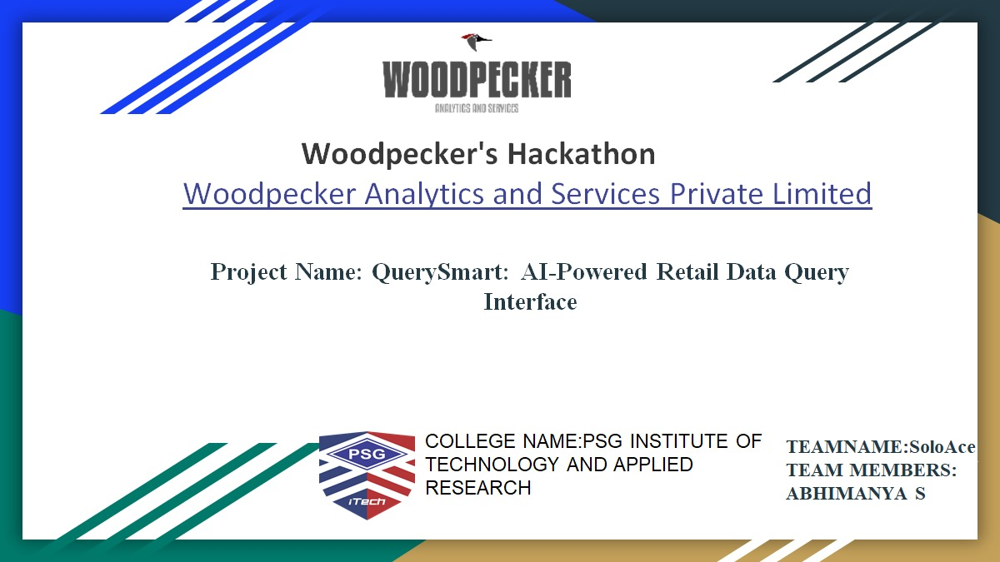 WOODPECKER
ANALYTICS AND SERVICES
Woodpecker's Hackathon
Woodpecker Analytics and Services Private Limited
Project Name: QuerySmart: AI-Powered Retail Data Query
Interface
PSG
iTech
COLLEGE NAME:PSG INSTITUTE OF
TECHNOLOGY AND APPLIED
RESEARCH
TEAMNAME:SoloAce
TEAM MEMBERS:
ABHIMANYA S